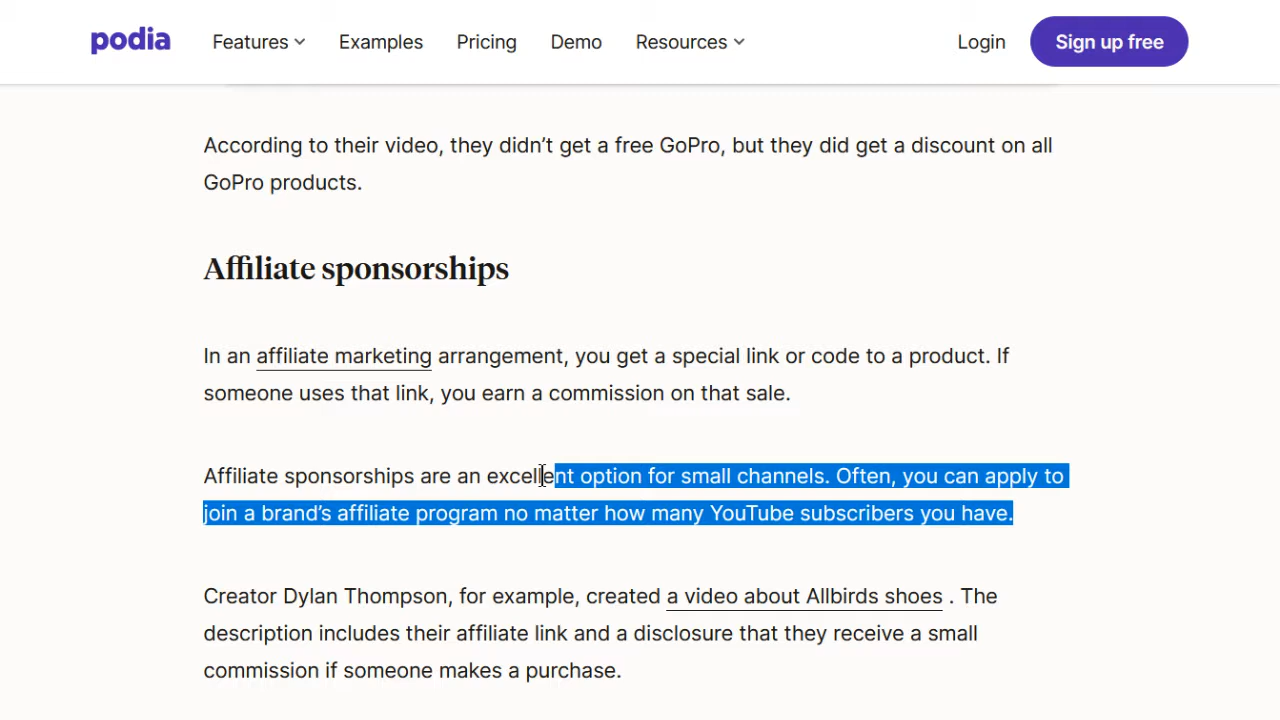 podia Features Examples Pricing Demo Resources Login Sign up free
According to their video, they didn’t get a free GoPro, but they did get a discount on all
GoPro products.
Affiliate sponsorships
In an affiliate marketing arrangement, you get a special link or code to a product. If
someone uses that link, you earn a commission on that sale.
Affiliate sponsorships are an excellent option for small channels. Often, you can apply to
join a brand’s affiliate program no matter how many YouTube subscribers you have.
Creator Dylan Thompson, for example, created a video about Allbirds shoes . The
description includes their affiliate link and a disclosure that they receive a small
commission if someone makes a purchase.